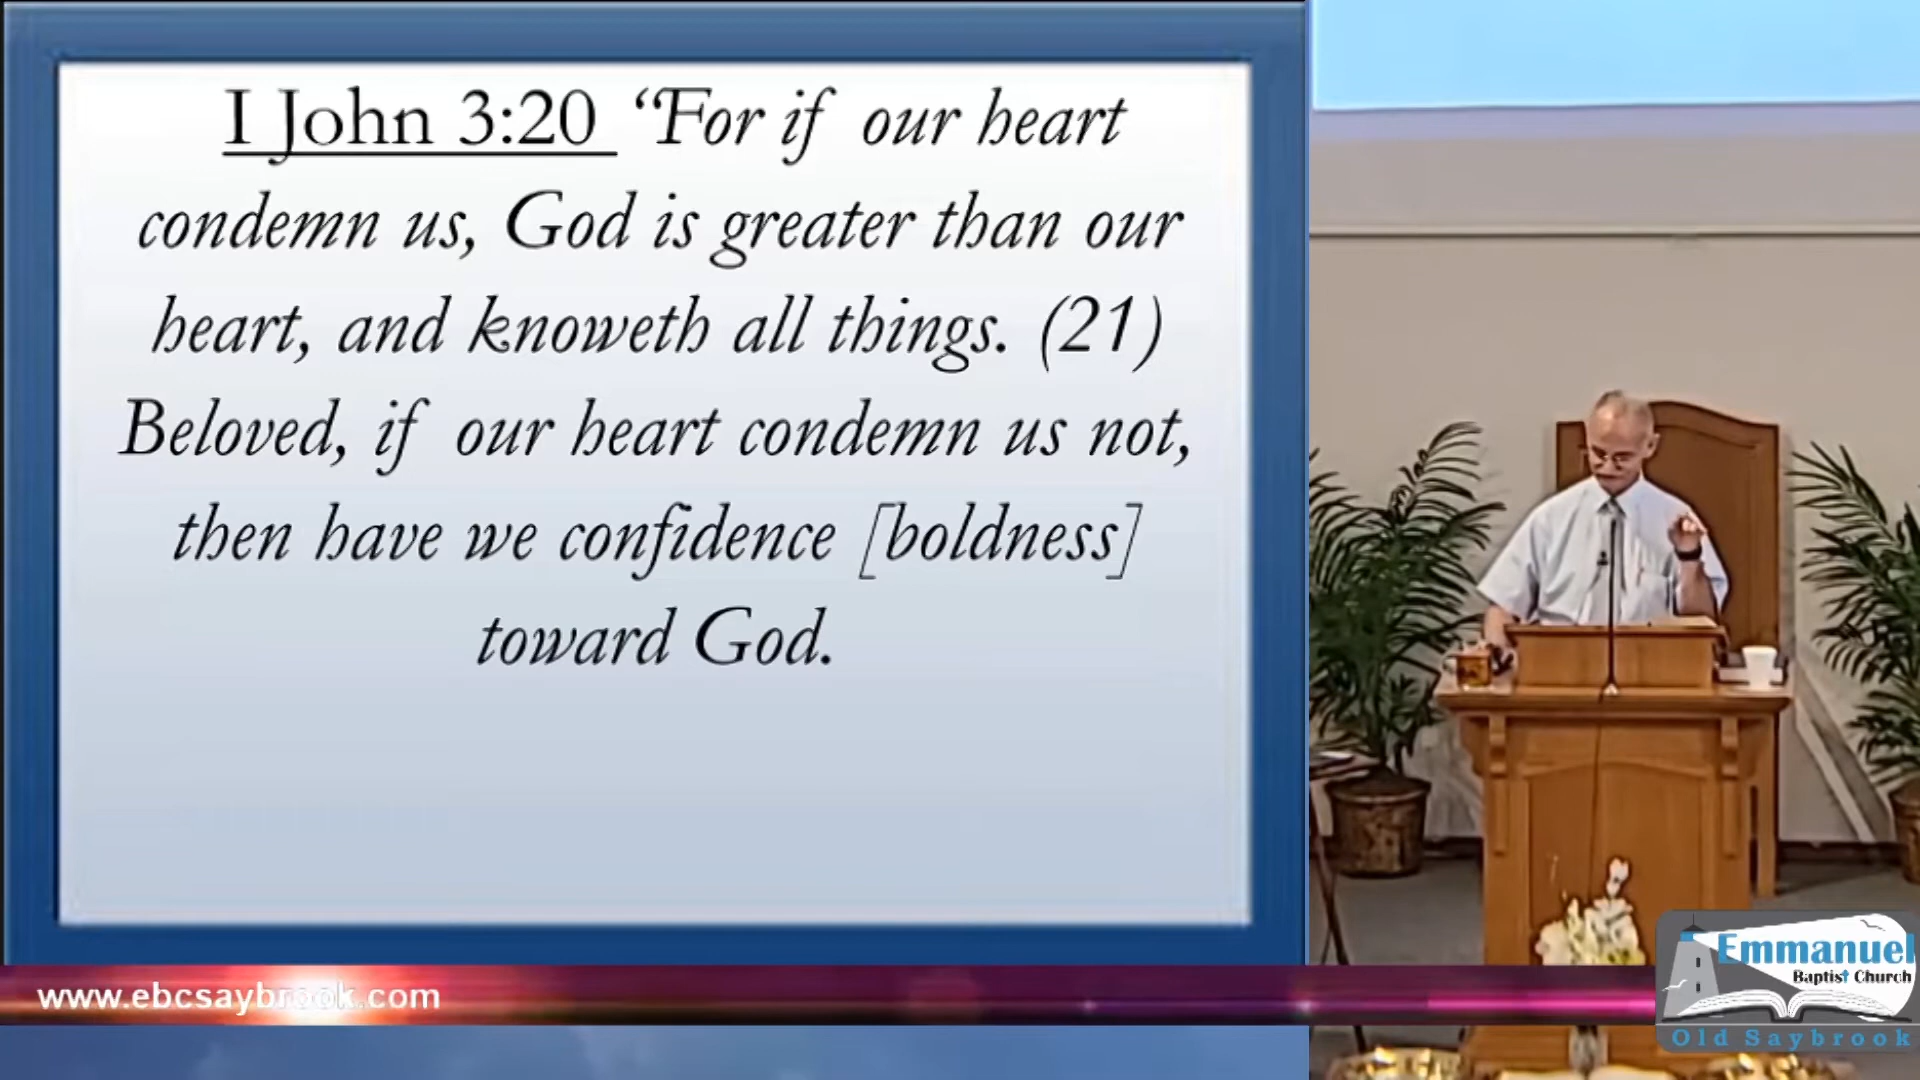 I John 3:20 “For if our heart
condemn us, God is greater than our
heart, and knoweth all things. (21)
Beloved, if our heart condemn us not,
then have we confidence [boldness]
toward God.
www.ebcsaybrook.com
Emmanuel
Baptist Church
Old Saybrook